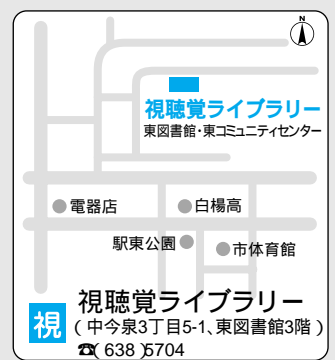 N
視聴覚ライブラリー
東図書館・東コミュニティセンター
電器店
白楊高
駅東公園
市体育館
視
視聴覚ライブラリー
(中今泉3丁目5-1、東図書館3階)
☎(638)5704